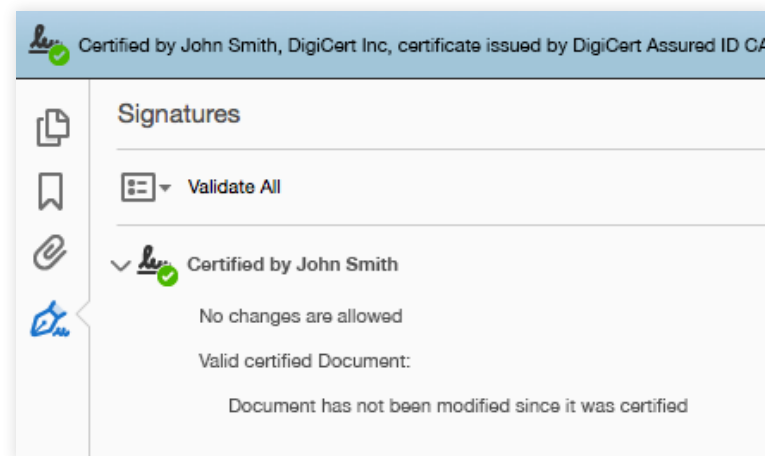 Certified by John Smith, DigiCert Inc, certificate issued by DigiCert Assured ID CA
Signatures
Validate All
Certified by John Smith
No changes are allowed
Valid certified Document:
Document has not been modified since it was certified